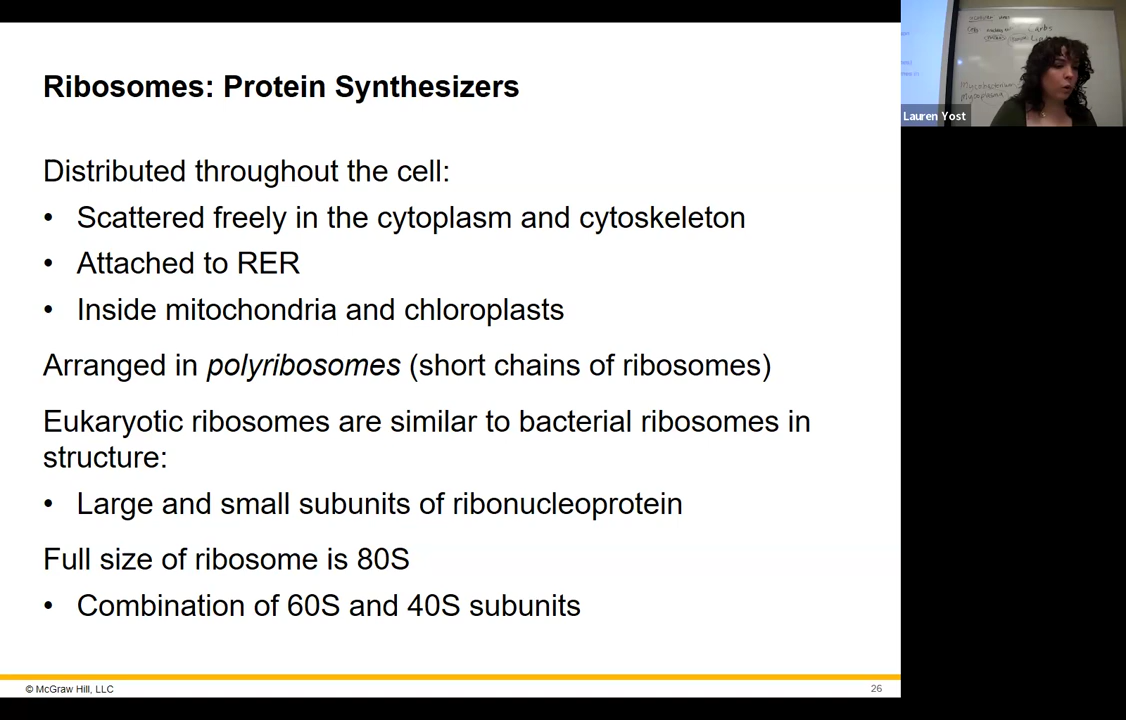 Ribosomes: Protein Synthesizers
Distributed throughout the cell:
• Scattered freely in the cytoplasm and cytoskeleton
• Attached to RER
• Inside mitochondria and chloroplasts
Arranged in polyribosomes (short chains of ribosomes)
Eukaryotic ribosomes are similar to bacterial ribosomes in
structure:
• Large and small subunits of ribonucleoprotein
Full size of ribosome is 80S
• Combination of 60S and 40S subunits
© McGraw Hill, LLC
26
Carbs
Mycobacterium
Mycoplasma
Lauren Yost